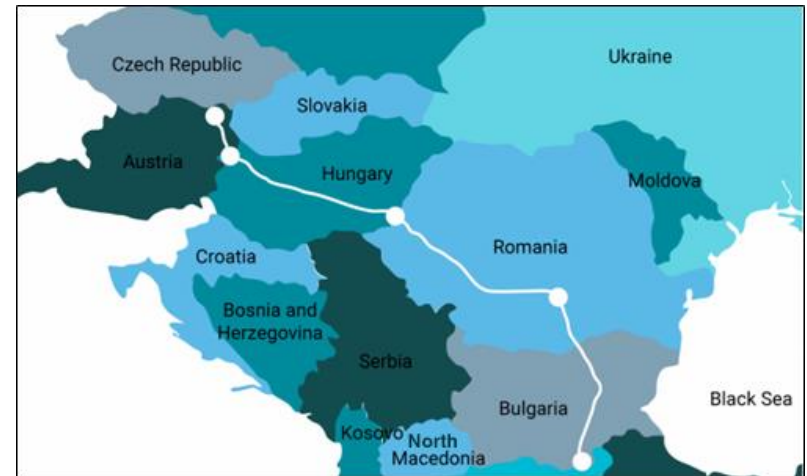 Ukraine
Czech Republic
Slovakia
Austria
Hungary
Moldova
Romania
Croatia
Bosnia and
Herzegovina
Serbia
Black Sea
Bulgaria
Kosovo
North
Macedonia